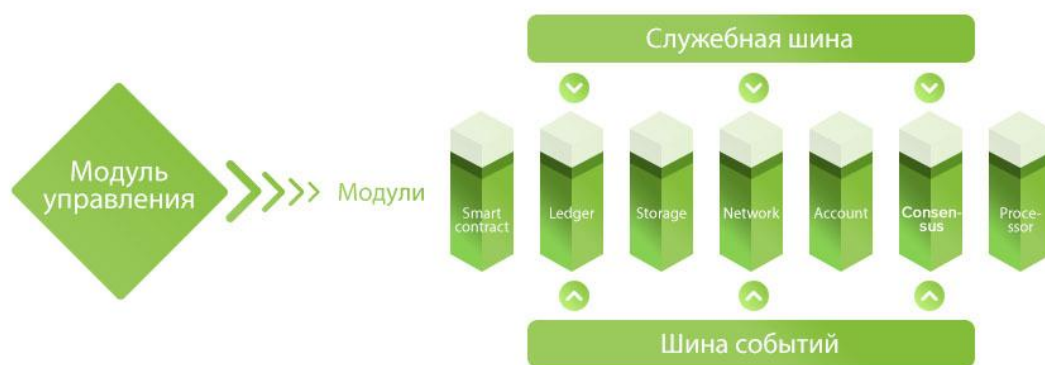 Служебная шина
Модуль
управления
Модули
Smart
contract
Ledger
Storage
Network
Account
Consen-
sus
Proce-
ssor
Шина событий